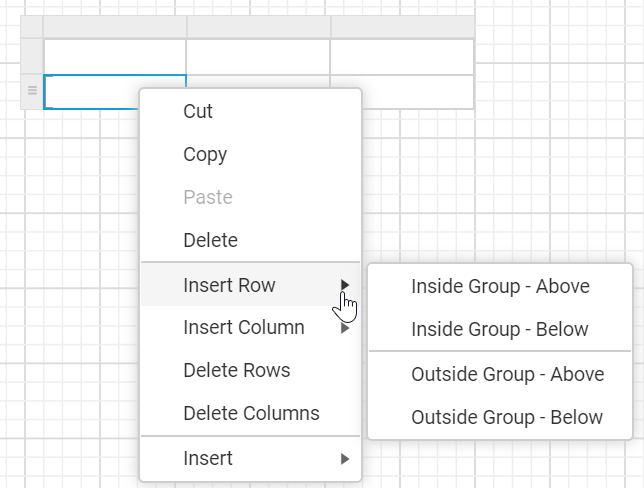 Cut
Copy
Paste
Delete
Insert Row
Insert Column
Delete Rows
Delete Columns
Insert
Inside Group - Above
Inside Group - Below
Outside Group - Above
Outside Group - Below